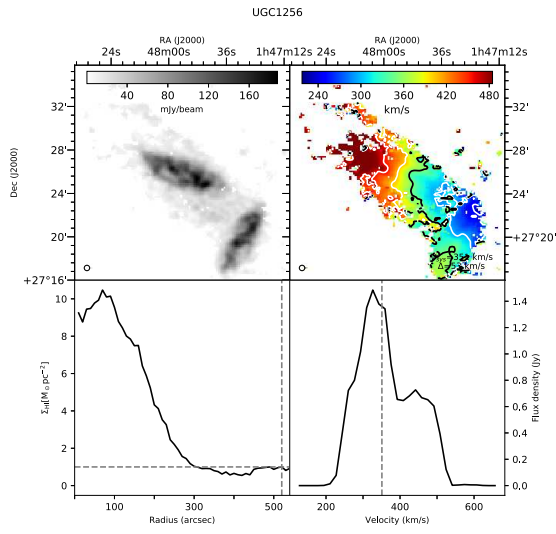 UGC1256
RA (J2000)
24s 48m00s 36s 1h47m12s
RA (J2000)
24s 48m00s 36s 1h47m12s
40 80 120 160
mJy/beam
240 300 360 420 480
km/s
Dec (J2000)
32'
28'
24'
20'
+27°16'
32'
28'
24'
+27°20'
km/s
km/s
Σ_HI[M⊙pc⁻²]
10
8
6
4
2
0
100 200 300 400 500
Radius (arcsec)
1.4
1.2
1.0
0.8
0.6
0.4
0.2
0.0
Flux density (Jy)
200 400 600
Velocity (km/s)